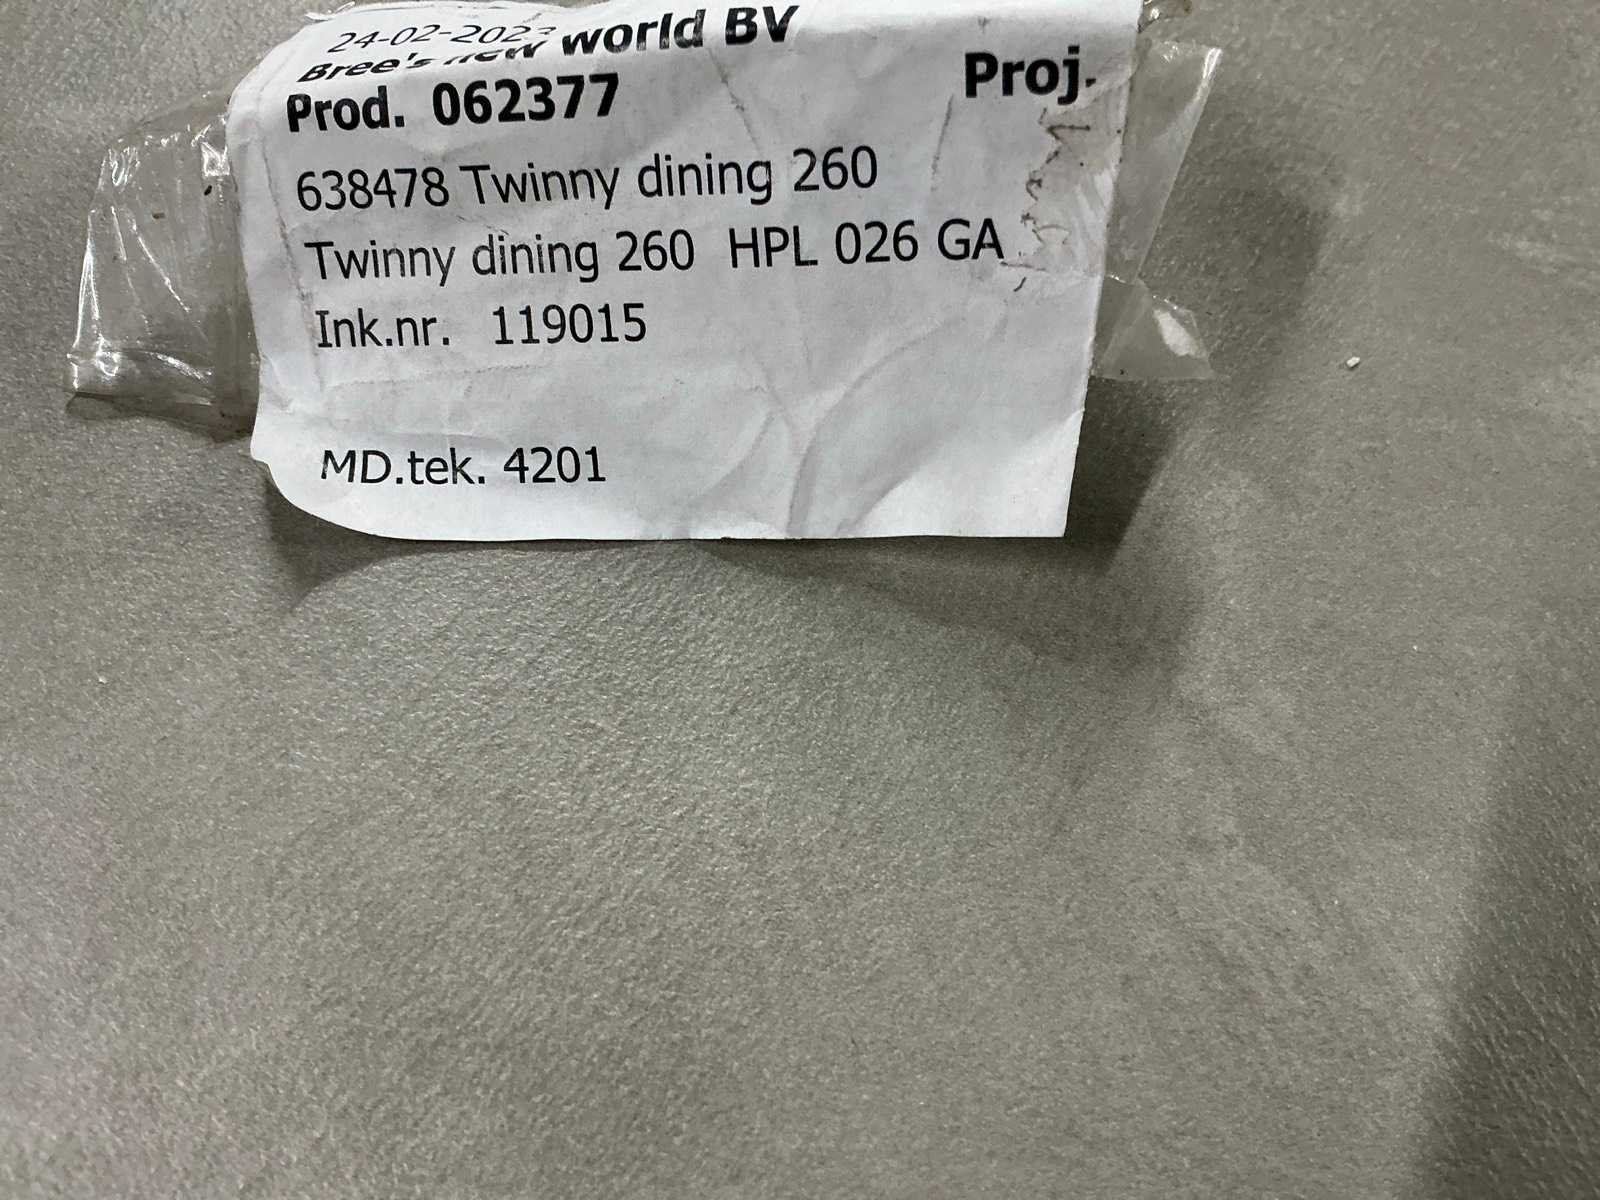 24-02-2023
Bree's new world BV
Prod. 062377 Proj.
638478 Twinny dining 260
Twinny dining 260 HPL 026 GA
Ink.nr. 119015
MD.tek. 4201